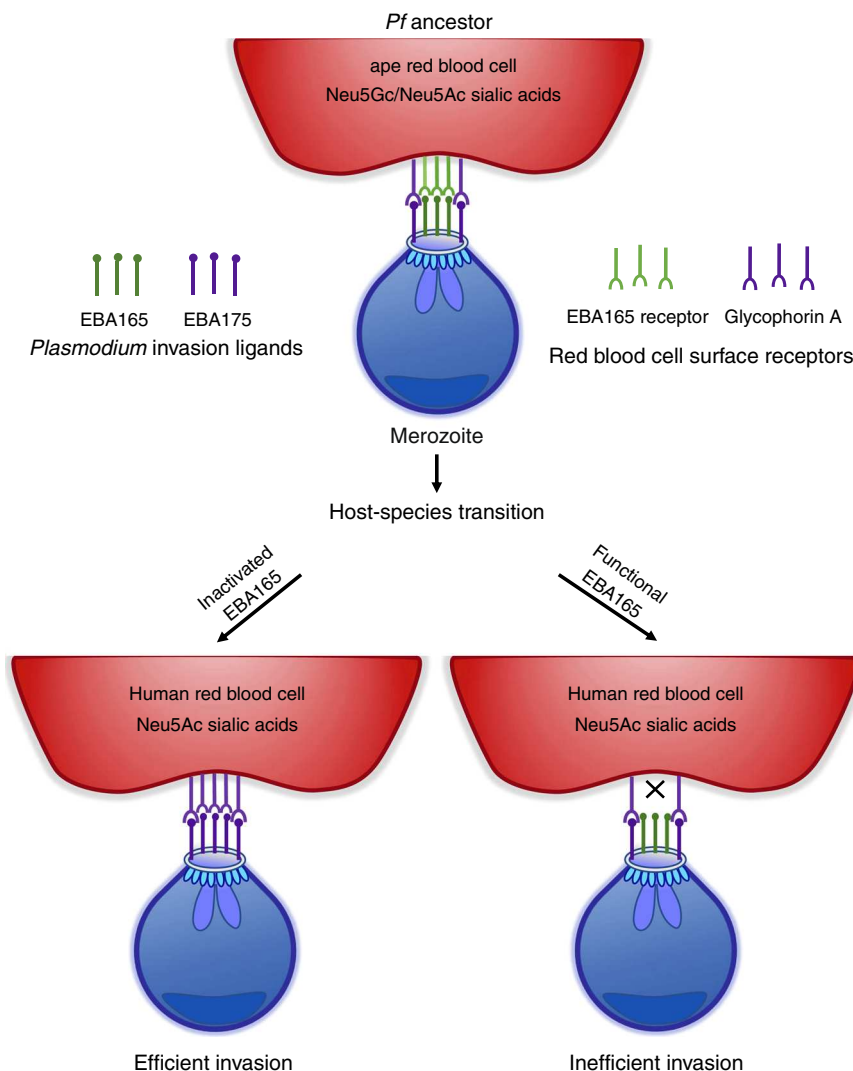 Pf ancestor
ape red blood cell
Neu5Gc/Neu5Ac sialic acids
EBA165 EBA175
Plasmodium invasion ligands
EBA165 receptor Glycophorin A
Red blood cell surface receptors
Merozoite
Host-species transition
Inactivated
EBA165
Functional
EBA165
Human red blood cell
Neu5Ac sialic acids
Human red blood cell
Neu5Ac sialic acids
Efficient invasion
Inefficient invasion